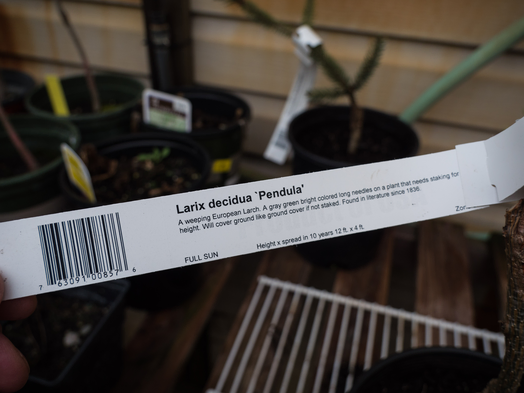 Larix decidua `Pendula'
A weeping European Larch. A gray green bright colored long needles on a plant that needs staking for
height. Will cover ground like ground cover if not staked. Found in literature since 1836.
FULL SUN
Height x spread in 10 years 12 ft. x 4 ft.
Zone
7 63091 00857 6